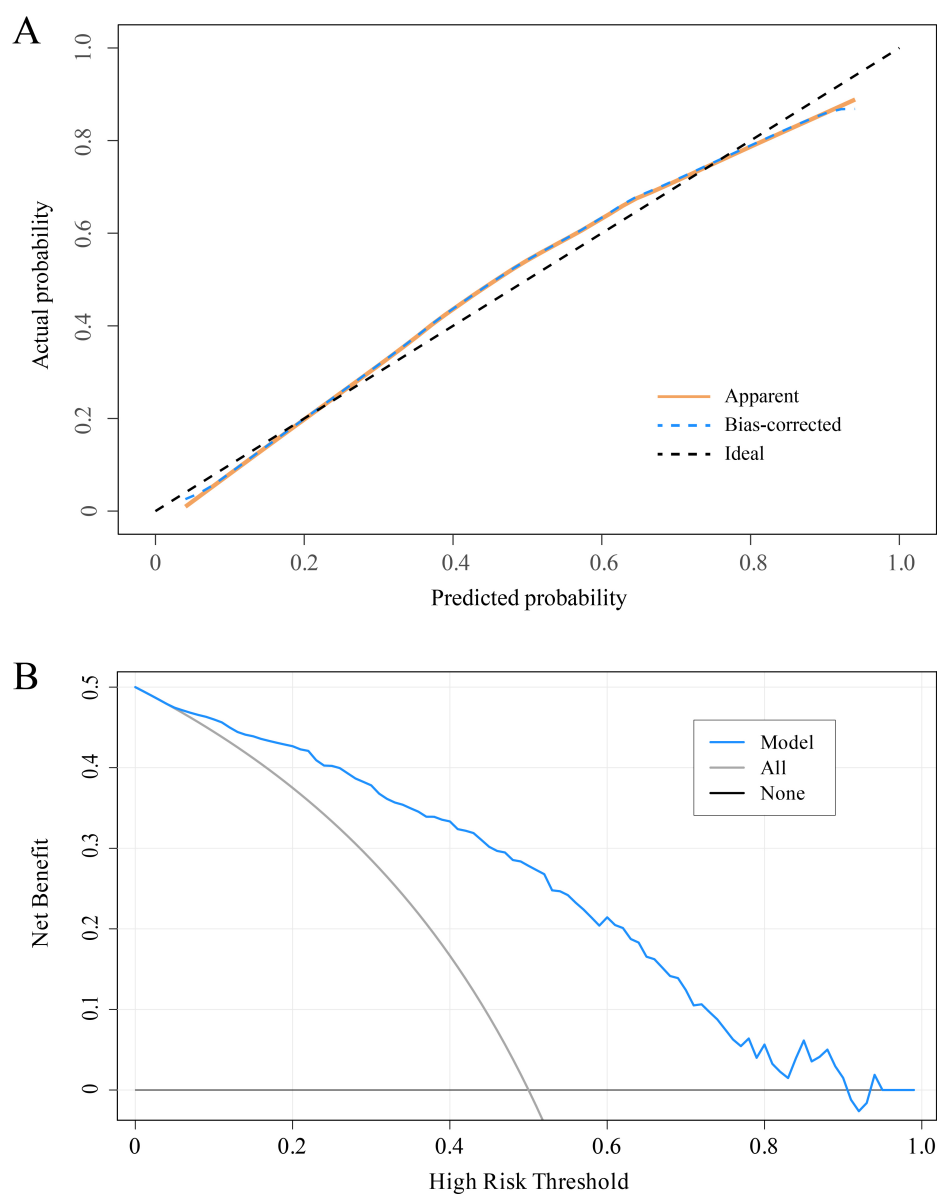 A
1.0
0.8
0.6
0.4
0.2
0
Actual probability
Apparent
Bias-corrected
Ideal
0 0.2 0.4 0.6 0.8 1.0
Predicted probability
B
0.5
0.4
0.3
0.2
0.1
0
Net Benefit
Model
All
None
0 0.2 0.4 0.6 0.8 1.0
High Risk Threshold